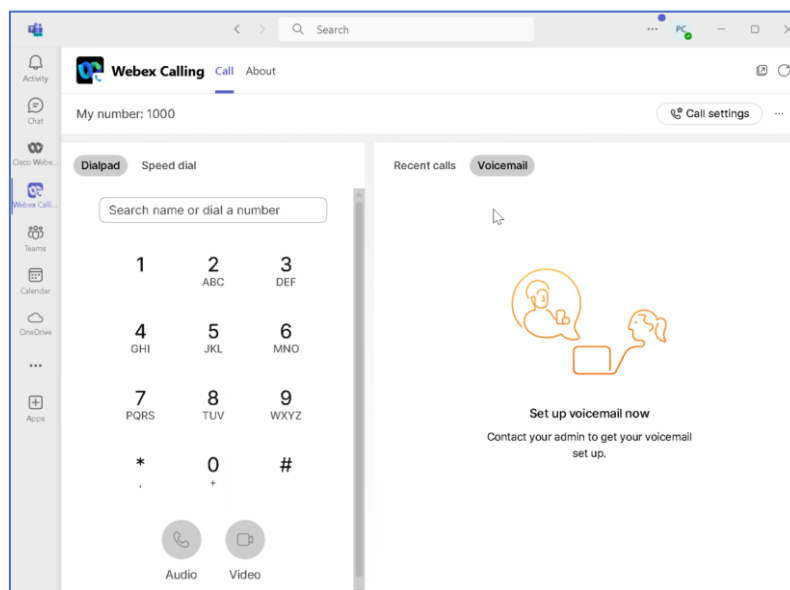 Search
PC
Activity
Chat
Cisco Webe...
Webex Calli...
Teams
Calendar
OneDrive
Apps
Webex Calling Call About
My number: 1000
Call settings
Dialpad Speed dial
Search name or dial a number
1 2 3
ABC DEF
4 5 6
GHI JKL MNO
7 8 9
PQRS TUV WXYZ
* 0 #
, +
Audio Video
Recent calls Voicemail
Set up voicemail now
Contact your admin to get your voicemail
set up.